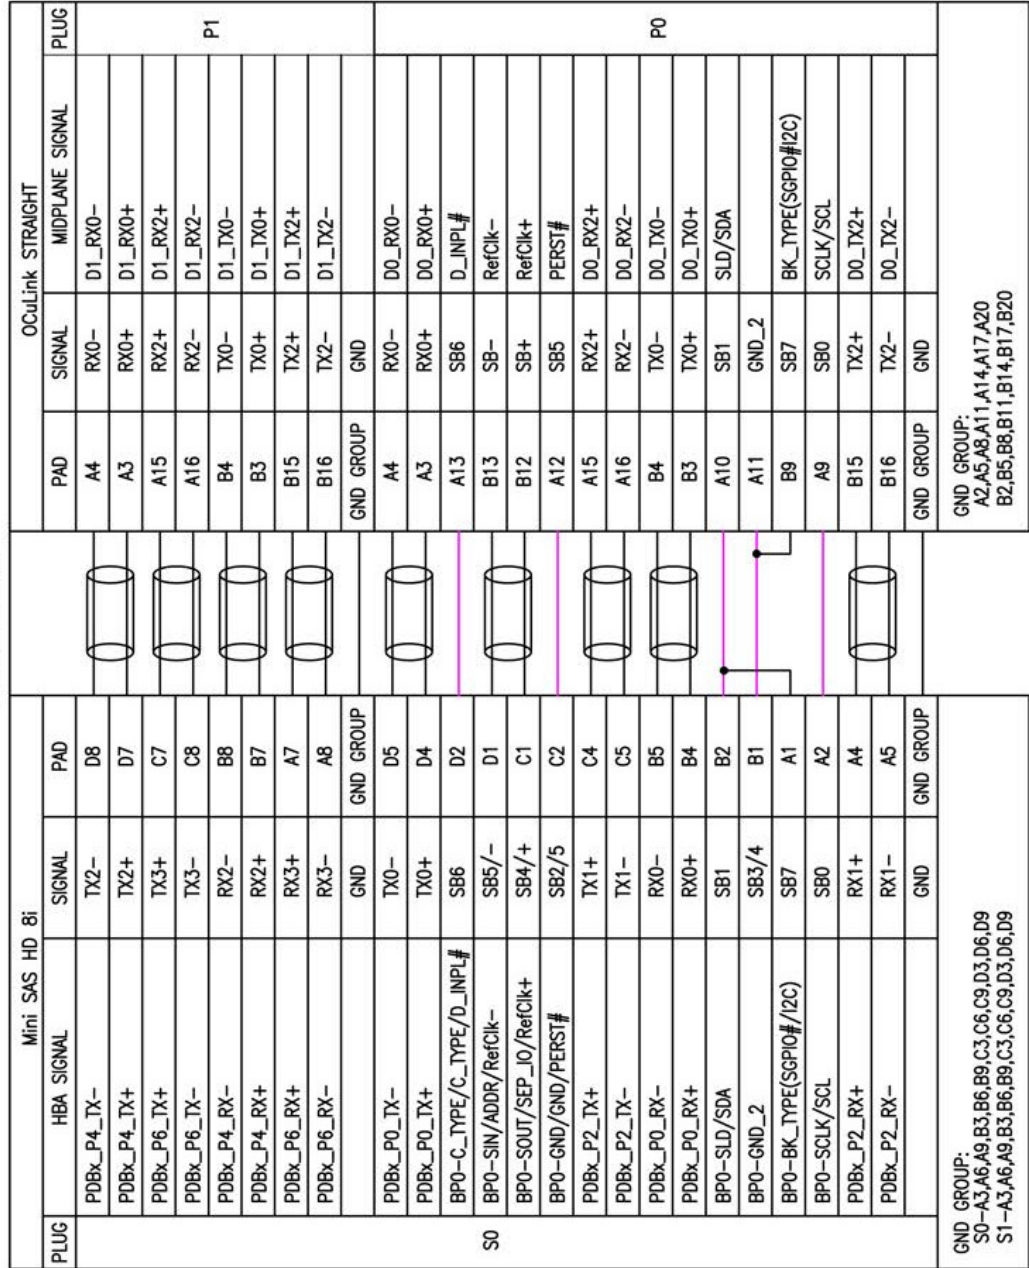 Mini SAS HD 8i OCuLink STRAIGHT
PLUG HBA SIGNAL SIGNAL PAD PAD SIGNAL MIDPLANE SIGNAL PLUG
PDBx_P4_TX- TX2- D8 A4 RX0- D1_RX0-
PDBx_P4_TX+ TX2+ D7 A3 RX0+ D1_RX0+
PDBx_P6_TX+ TX3+ C7 A15 RX2+ D1_RX2+
PDBx_P6_TX- TX3- C8 A16 RX2- D1_RX2-
P1
PDBx_P4_RX- RX2- B8 B4 TX0- D1_TX0-
PDBx_P4_RX+ RX2+ B7 B3 TX0+ D1_TX0+
PDBx_P6_RX+ RX3+ A7 B15 TX2+ D1_TX2+
PDBx_P6_RX- RX3- A8 B16 TX2- D1_TX2-
GND GND GROUP GND GROUP GND
PDBx_P0_TX- TX0- D5 A4 RX0- D0_RX0-
PDBx_P0_TX+ TX0+ D4 A3 RX0+ D0_RX0+
BP0-C_TYPE/C_TYPE/D_INPL# SB6 D2 A13 SB6 D_INPL#
S0
BP0-SIN/ADDR/RefClk- SB5/- D1 B13 SB- RefClk-
BP0-SOUT/SEP_IO/RefClk+ SB4/+ C1 B12 SB+ RefClk+
BP0-GND/GND/PERST# SB2/5 C2 A12 SB5 PERST#
PDBx_P2_TX+ TX1+ C4 A15 RX2+ D0_RX2+
PDBx_P2_TX- TX1- C5 A16 RX2- D0_RX2-
P0
PDBx_P0_RX- RX0- B5 B4 TX0- D0_TX0-
PDBx_P0_RX+ RX0+ B4 B3 TX0+ D0_TX0+
BP0-SLD/SDA SB1 B2 A10 SB1 SLD/SDA
BP0-GND_2 SB3/4 B1 A11 GND_2
BP0-BK_TYPE(SGPIO#/I2C) SB7 A1 B9 SB7 BK_TYPE(SGPIO#I2C)
BP0-SCLK/SCL SB0 A2 A9 SB0 SCLK/SCL
PDBx_P2_RX+ RX1+ A4 B15 TX2+ D0_TX2+
PDBx_P2_RX- RX1- A5 B16 TX2- D0_TX2-
GND GND GROUP GND GROUP GND
GND GROUP:
S0-A3,A6,A9,B3,B6,B9,C3,C6,C9,D3,D6,D9
S1-A3,A6,A9,B3,B6,B9,C3,C6,C9,D3,D6,D9
GND GROUP:
A2,A5,A8,A11,A14,A17,A20
B2,B5,B8,B11,B14,B17,B20